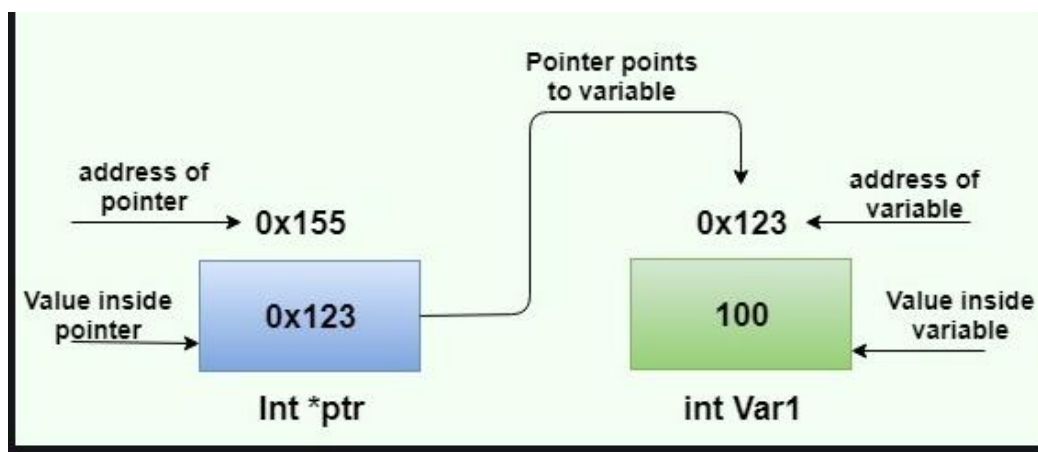 Pointer points
to variable
address of
pointer
0x155
0x123
address of
variable
Value inside
pointer
0x123
100
Value inside
variable
Int *ptr
int Var1